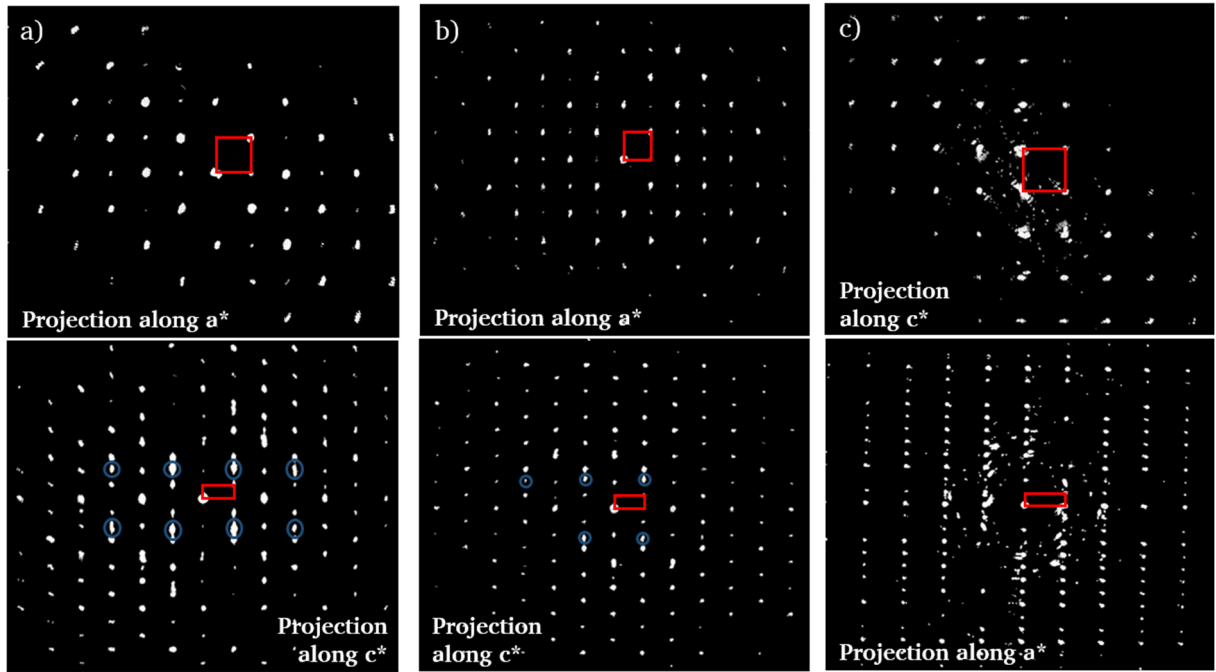 a)
Projection along a*
b)
Projection along a*
c)
Projection
along c*
Projection
along c*
Projection
along c*
Projection along a*